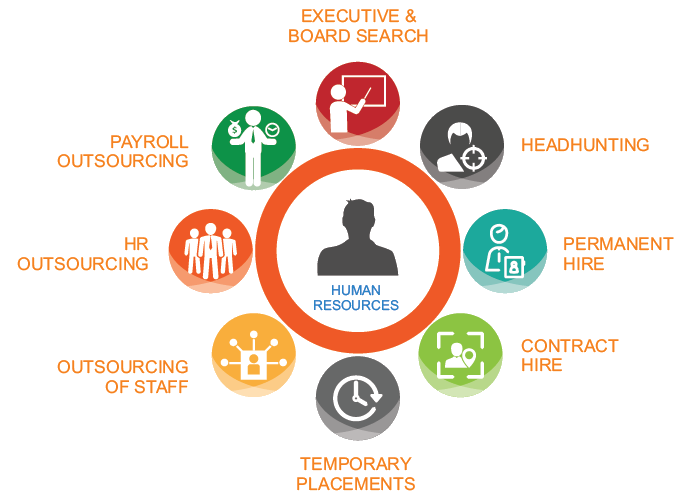 EXECUTIVE &
BOARD SEARCH
PAYROLL
OUTSOURCING
HEADHUNTING
HR
OUTSOURCING
PERMANENT
HIRE
HUMAN
RESOURCES
OUTSOURCING
OF STAFF
CONTRACT
HIRE
TEMPORARY
PLACEMENTS
$